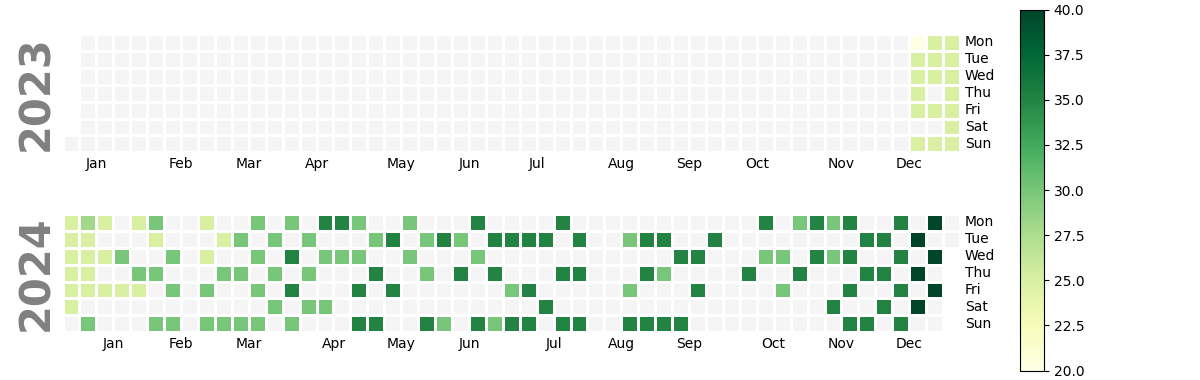 2023
Mon
Tue
Wed
Thu
Fri
Sat
Sun
Jan Feb Mar Apr May Jun Jul Aug Sep Oct Nov Dec
2024
Mon
Tue
Wed
Thu
Fri
Sat
Sun
Jan Feb Mar Apr May Jun Jul Aug Sep Oct Nov Dec
40.0
37.5
35.0
32.5
30.0
27.5
25.0
22.5
20.0